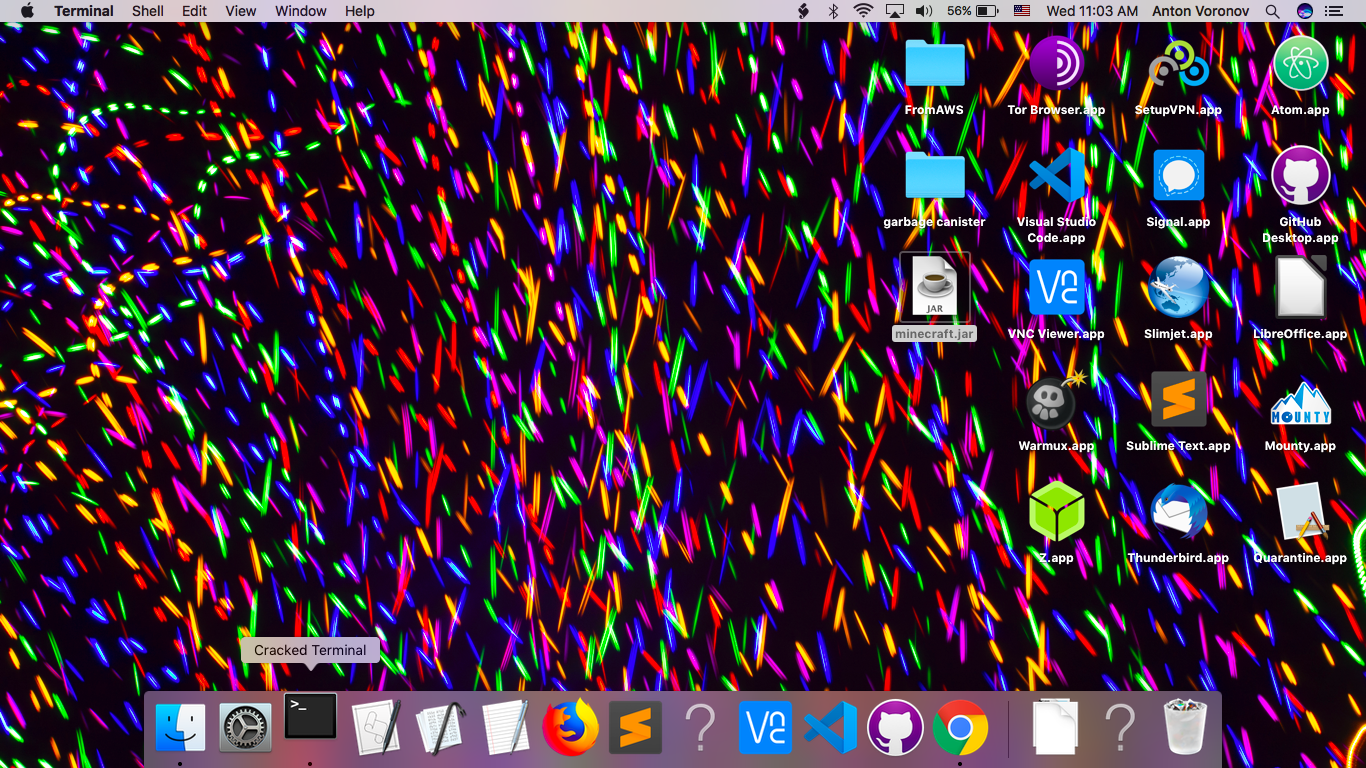 Terminal Shell Edit View Window Help 56% Wed 11:03 AM Anton Voronov
FromAWS Tor Browser.app SetupVPN.app Atom.app
garbage canister Visual Studio Code.app Signal.app GitHub Desktop.app
JAR
minecraft.jar VNC Viewer.app Slimjet.app LibreOffice.app
MOUNTY
Warmux.app Sublime Text.app Mounty.app
Z.app Thunderbird.app Quarantine.app
Cracked Terminal
>_